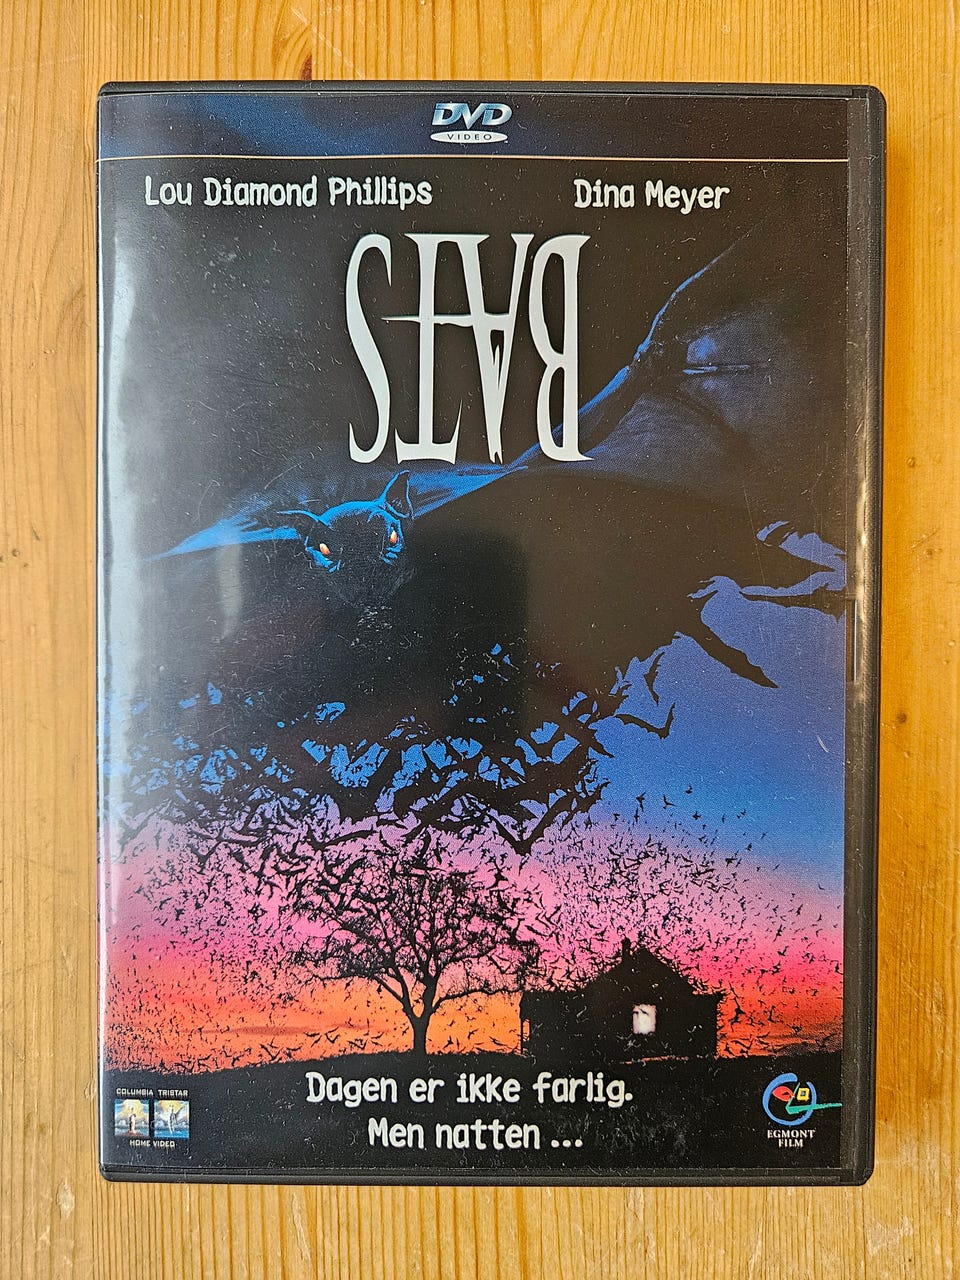 DVD
VIDEO
Lou Diamond Phillips Dina Meyer
BATS
Dagen er ikke farlig.
Men natten ...
COLUMBIA TRISTAR
HOME VIDEO
EGMONT
FILM